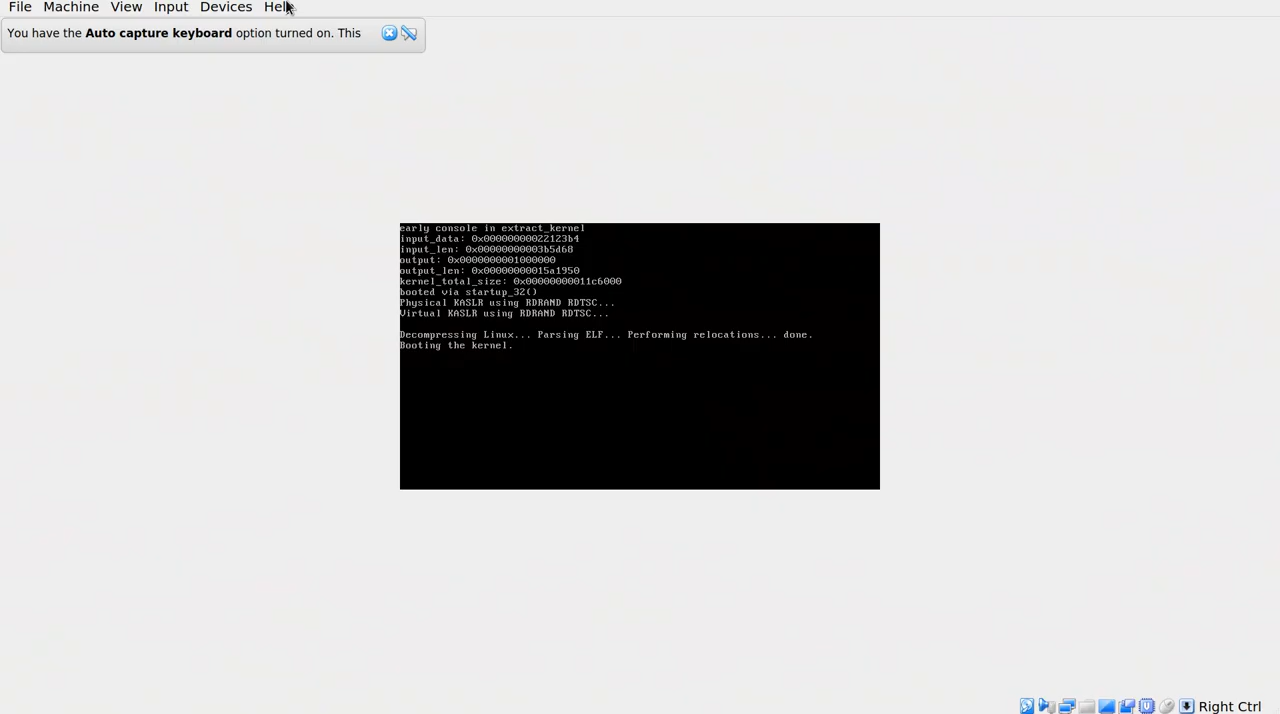 File Machine View Input Devices Help
You have the Auto capture keyboard option turned on. This
early console in extract_kernel
input_data: 0x00000000022123b4
input_len: 0x00000000003b5d68
output: 0x0000000001000000
output_len: 0x00000000015a1950
kernel_total_size: 0x00000000011c6000
booted via startup_32()
Physical KASLR using RDRAND RDTSC...
Virtual KASLR using RDRAND RDTSC...
Decompressing Linux... Parsing ELF... Performing relocations... done.
Booting the kernel.
Right Ctrl